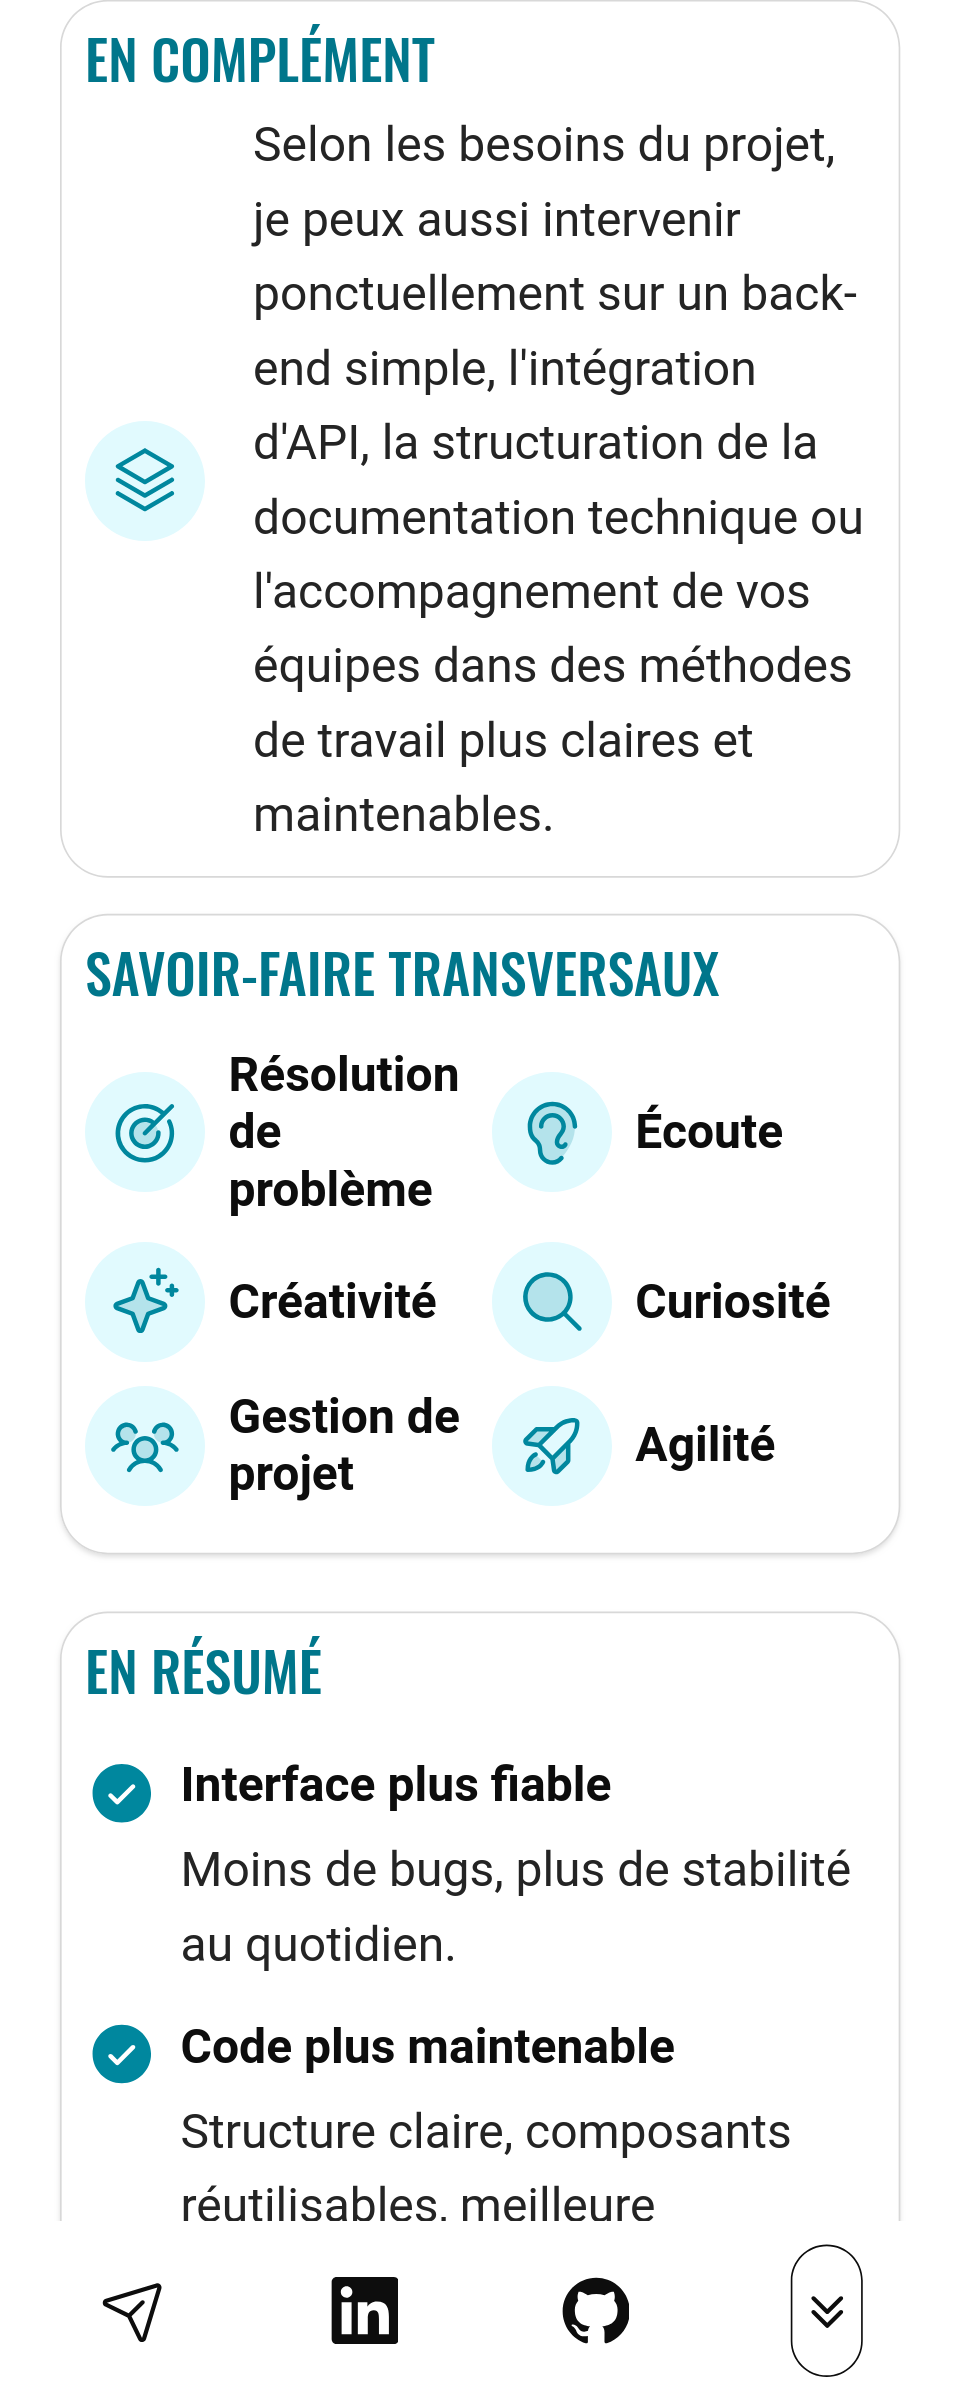 EN COMPLÉMENT
Selon les besoins du projet,
je peux aussi intervenir
ponctuellement sur un back-
end simple, l'intégration
d'API, la structuration de la
documentation technique ou
l'accompagnement de vos
équipes dans des méthodes
de travail plus claires et
maintenables.
SAVOIR-FAIRE TRANSVERSAUX
Résolution
de
problème
Écoute
Créativité
Curiosité
Gestion de
projet
Agilité
EN RÉSUMÉ
Interface plus fiable
Moins de bugs, plus de stabilité
au quotidien.
Code plus maintenable
Structure claire, composants
réutilisables, meilleure
in